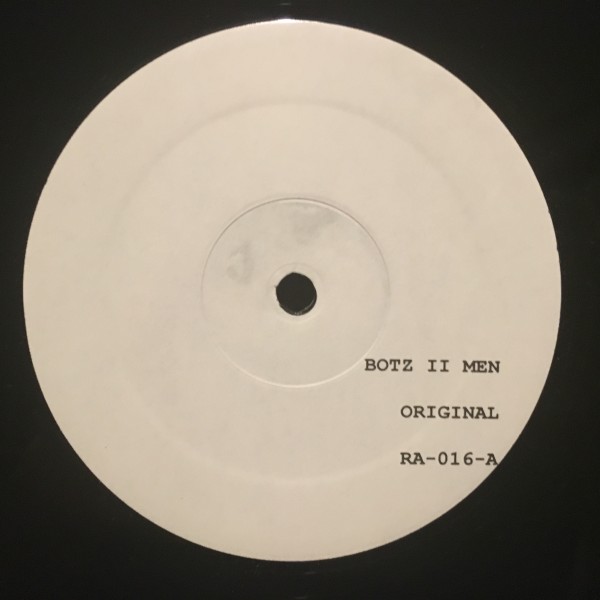 BOTZ II MEN
ORIGINAL
RA-016-A